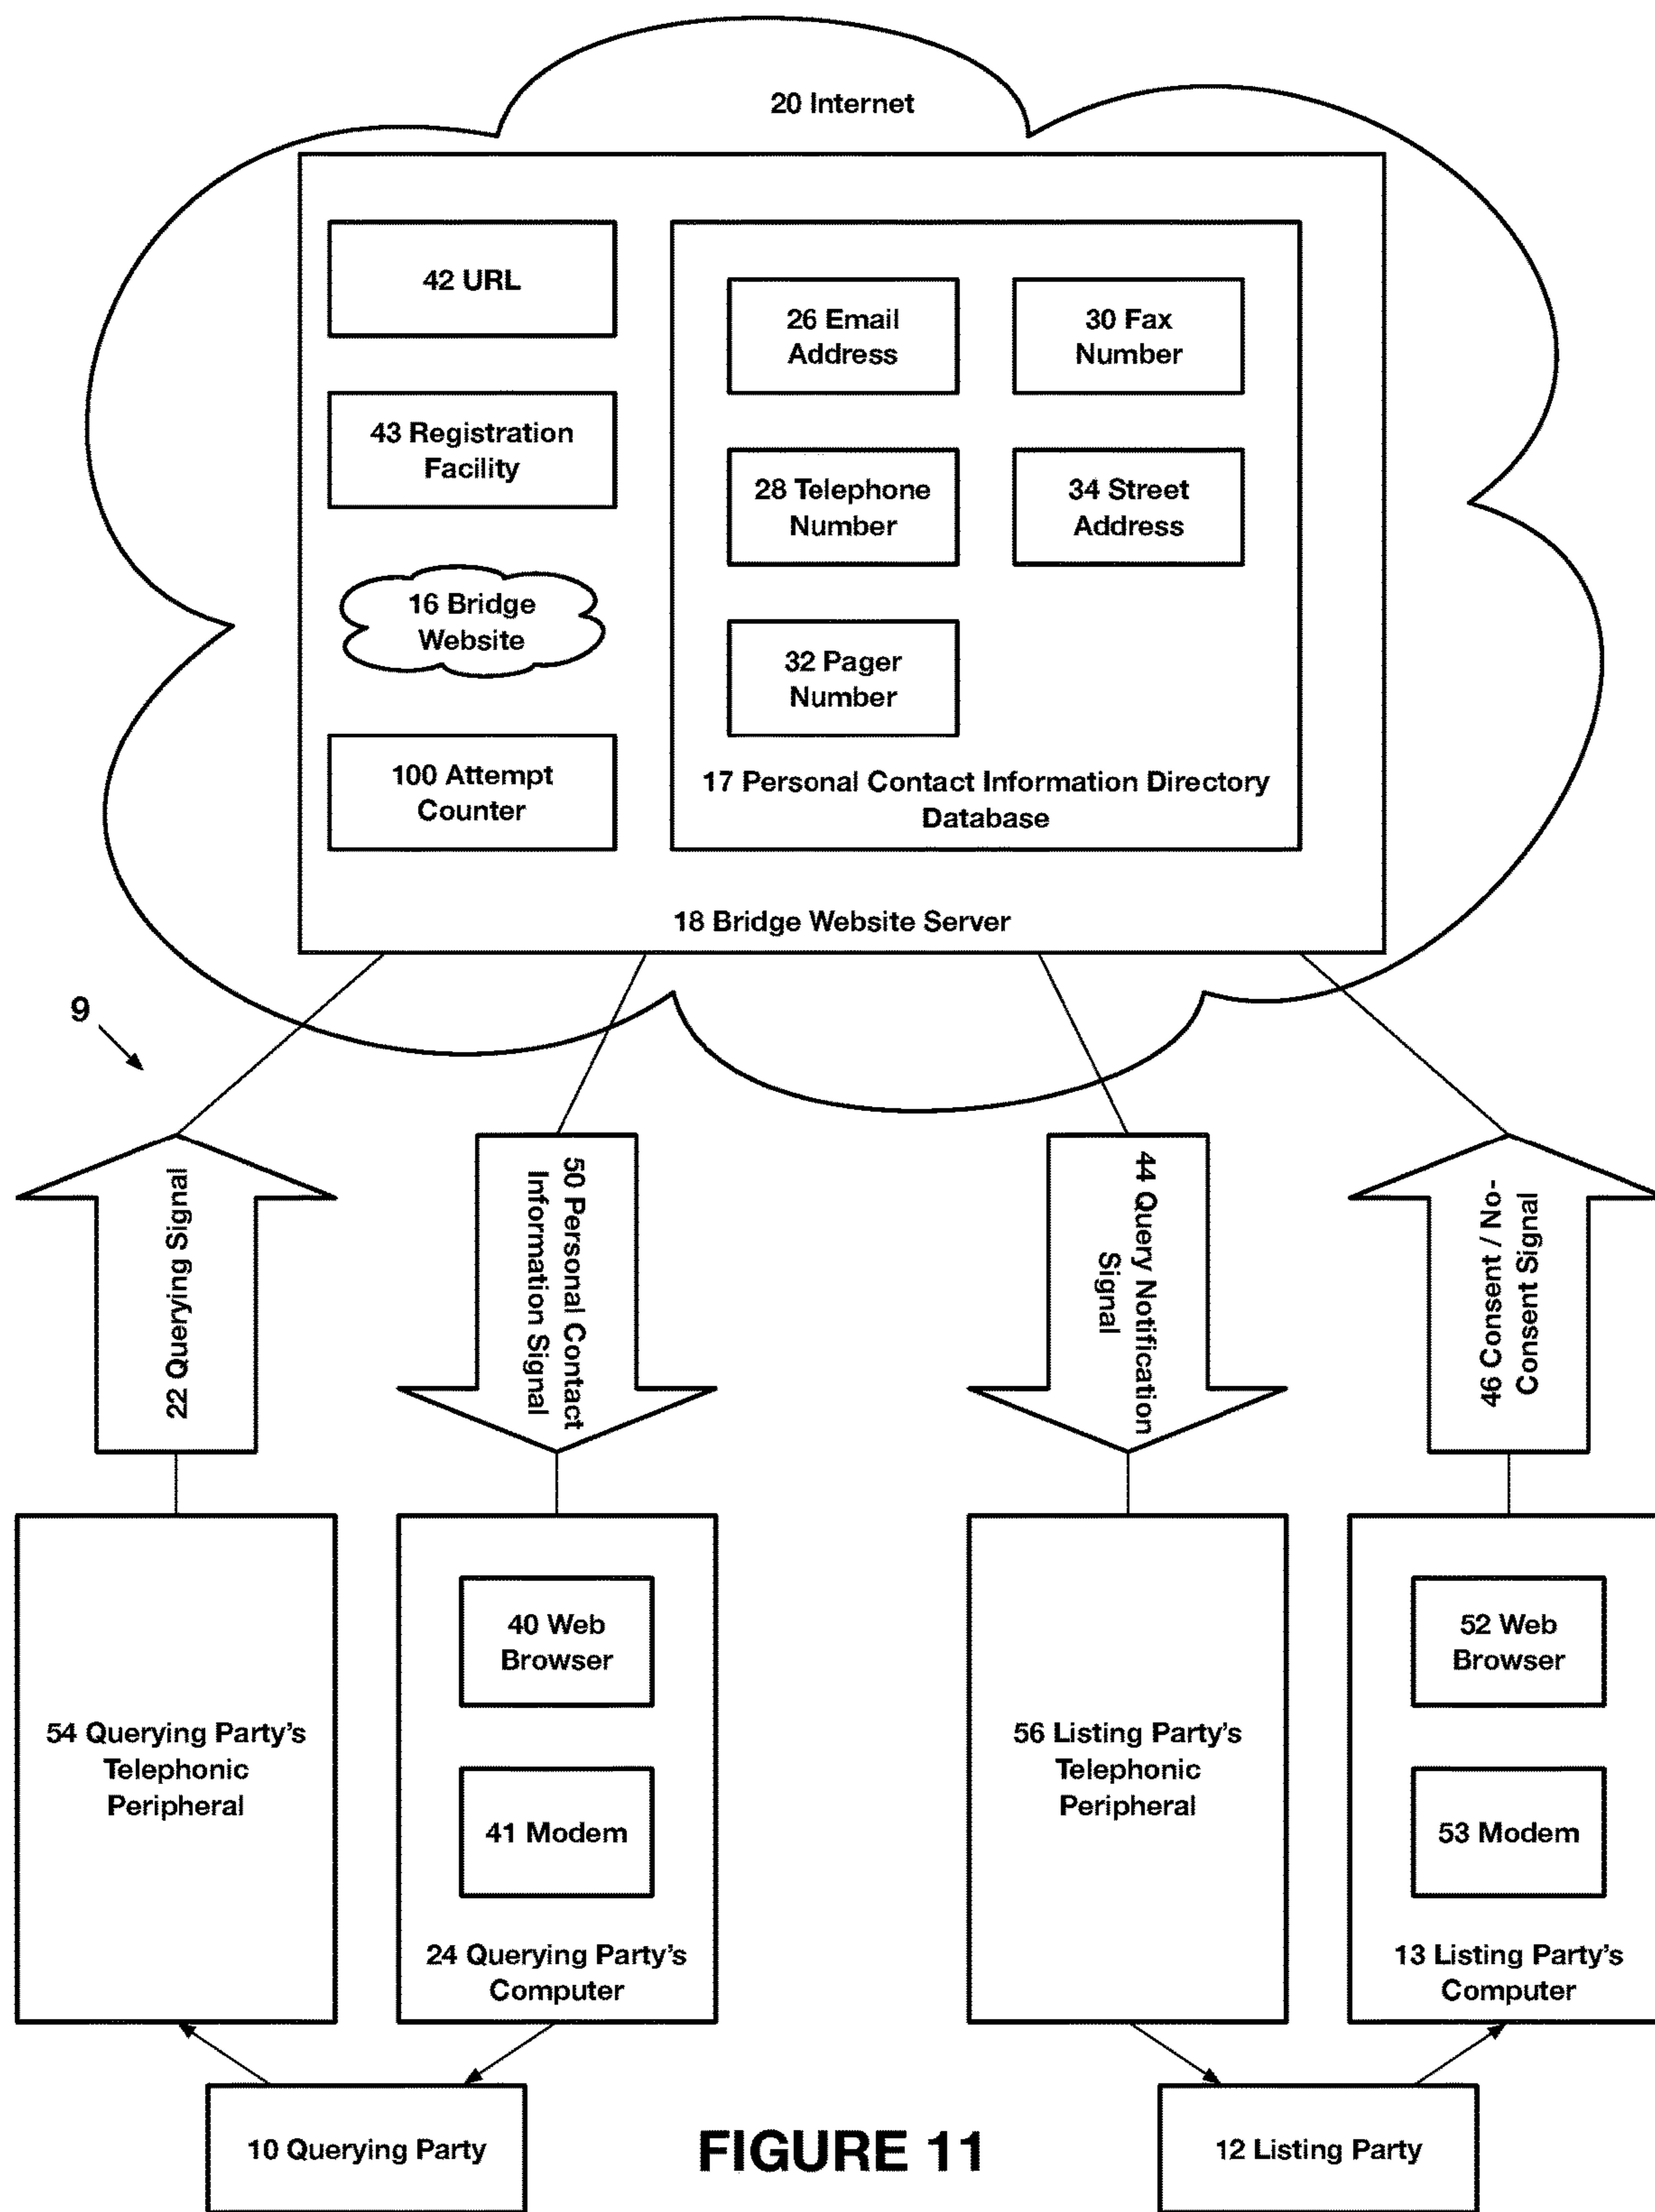 20 Internet
42 URL
43 Registration
Facility
16 Bridge
Website
100 Attempt
Counter
26 Email
Address
30 Fax
Number
28 Telephone
Number
34 Street
Address
32 Pager
Number
17 Personal Contact Information Directory
Database
18 Bridge Website Server
9
22 Querying Signal
50 Personal Contact
Information Signal
44 Query Notification
Signal
46 Consent / No-
Consent Signal
54 Querying Party's
Telephonic
Peripheral
40 Web
Browser
41 Modem
24 Querying Party's
Computer
56 Listing Party's
Telephonic
Peripheral
52 Web
Browser
53 Modem
13 Listing Party's
Computer
10 Querying Party
FIGURE 11
12 Listing Party